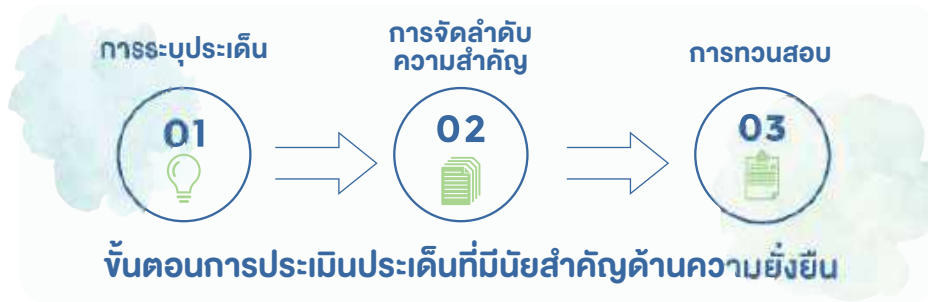 การระบุประเด็น
01
การจัดลำดับ
ความสำคัญ
02
การทวนสอบ
03
ขั้นตอนการประเมินประเด็นที่มีนัยสำคัญด้านความยั่งยืน